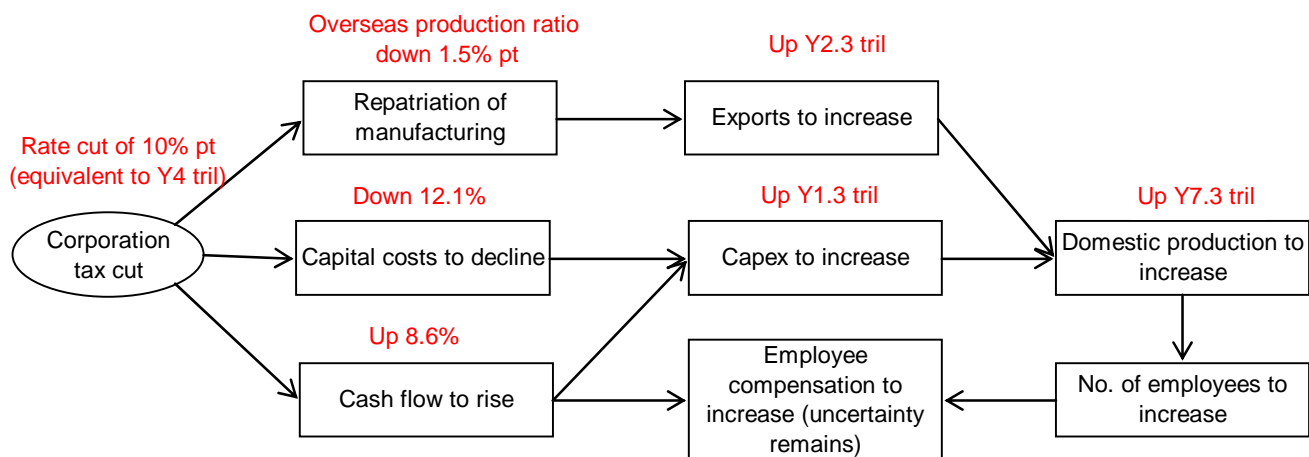 Overseas production ratio
down 1.5% pt
Up Y2.3 tril
Repatriation of
manufacturing
Exports to increase
Rate cut of 10% pt
(equivalent to Y4 tril)
Down 12.1%
Up Y1.3 tril
Up Y7.3 tril
Corporation
tax cut
Capital costs to decline
Capex to increase
Domestic production to
increase
Up 8.6%
Cash flow to rise
Employee
compensation to
increase (uncertainty
remains)
No. of employees to
increase